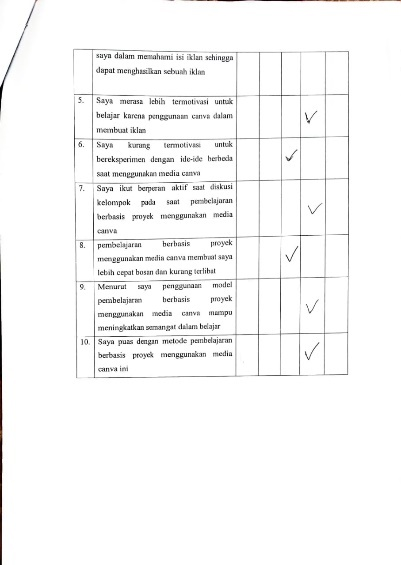 saya dalam memahami isi iklan sehingga
dapat menghasilkan sebuah iklan
5. Saya merasa lebih termotivasi untuk
belajar karena penggunaan canva dalam
membuat iklan
6. Saya kurang termotivasi untuk
bereksperimen dengan ide-ide berbeda
saat menggunakan media canva
7. Saya ikut berperan aktif saat diskusi
kelompok pada saat pembelajaran
berbasis proyek menggunakan media
canva
8. pembelajaran berbasis proyek
menggunakan media canva membuat saya
lebih cepat bosan dan kurang terlibat
9. Menurut saya penggunaan model
pembelajaran berbasis proyek
menggunakan media canva mampu
meningkatkan semangat dalam belajar
10. Saya puas dengan metode pembelajaran
berbasis proyek menggunakan media
canva ini